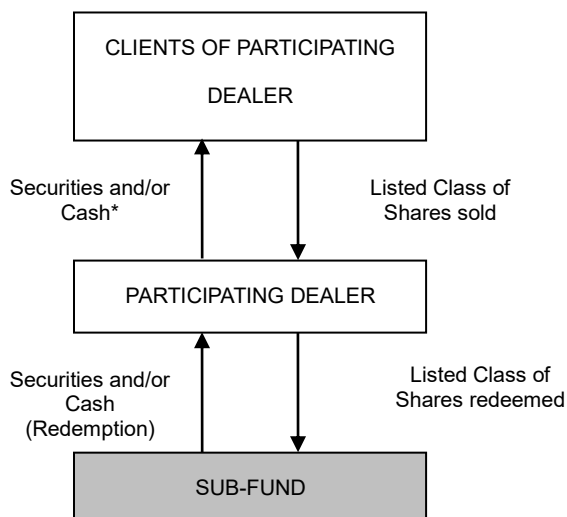 CLIENTS OF PARTICIPATING
DEALER
Securities and/or
Cash*
Listed Class of
Shares sold
PARTICIPATING DEALER
Securities and/or
Cash
(Redemption)
Listed Class of
Shares redeemed
SUB-FUND